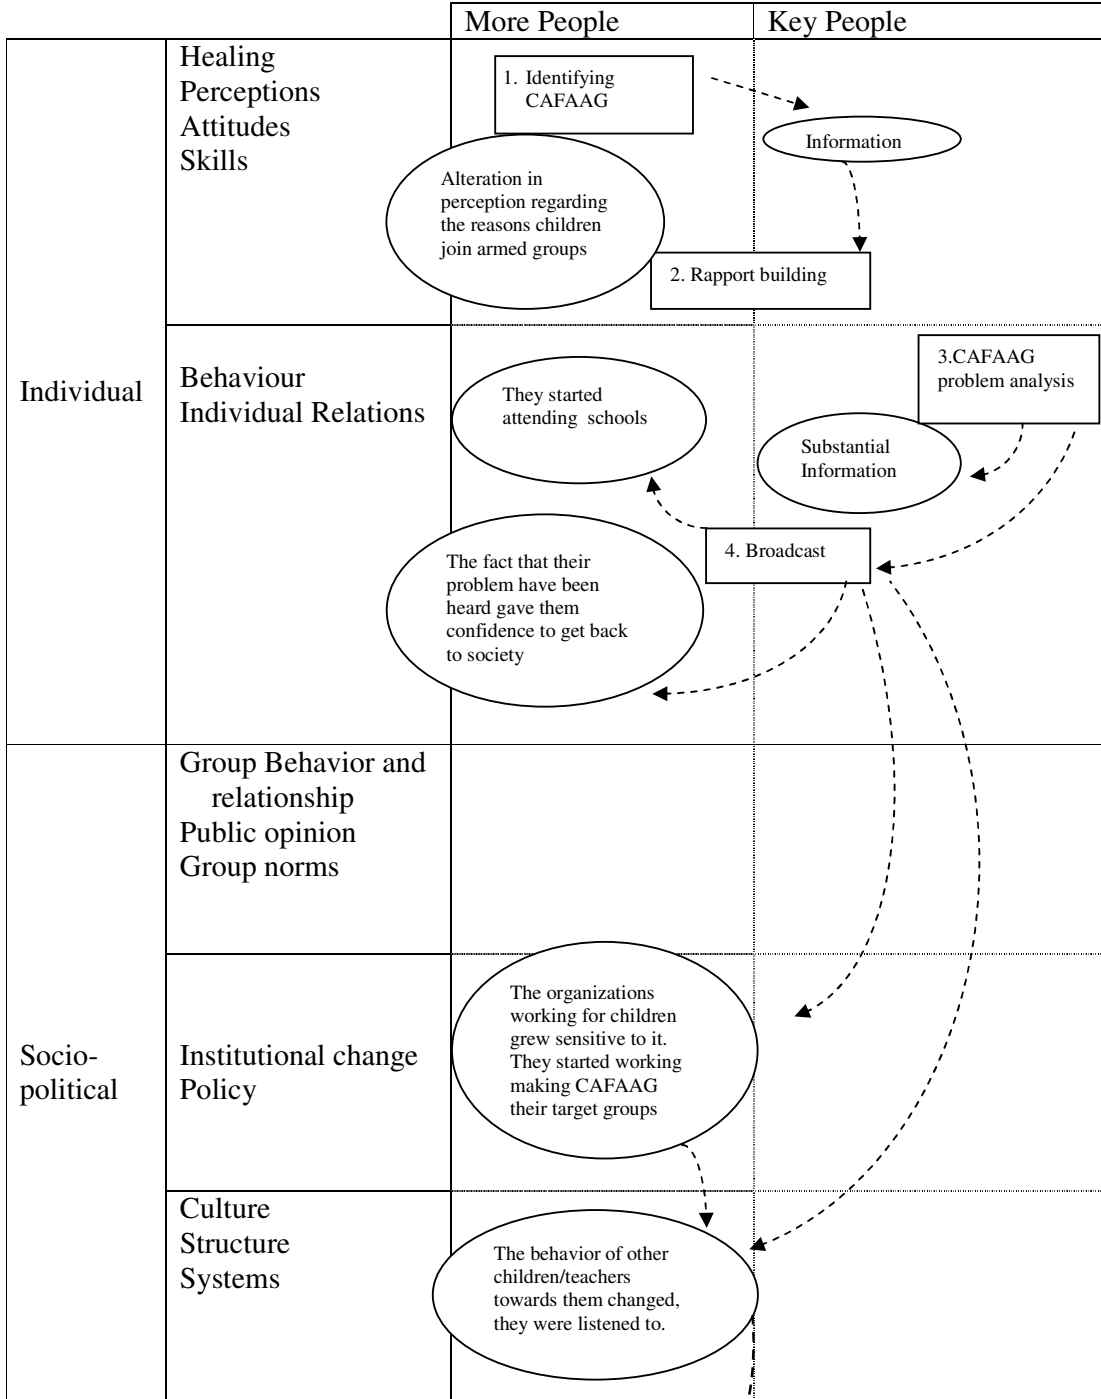 More People
Key People
Healing
Perceptions
Attitudes
Skills
1. Identifying
CAFAAG
Information
Alteration in
perception regarding
the reasons children
join armed groups
2. Rapport building
Individual
Behaviour
Individual Relations
They started
attending schools
3.CAFAAG
problem analysis
Substantial
Information
4. Broadcast
The fact that their
problem have been
heard gave them
confidence to get back
to society
Group Behavior and
relationship
Public opinion
Group norms
Socio-
political
Institutional change
Policy
The organizations
working for children
grew sensitive to it.
They started working
making CAFAAG
their target groups
Culture
Structure
Systems
The behavior of other
children/teachers
towards them changed,
they were listened to.